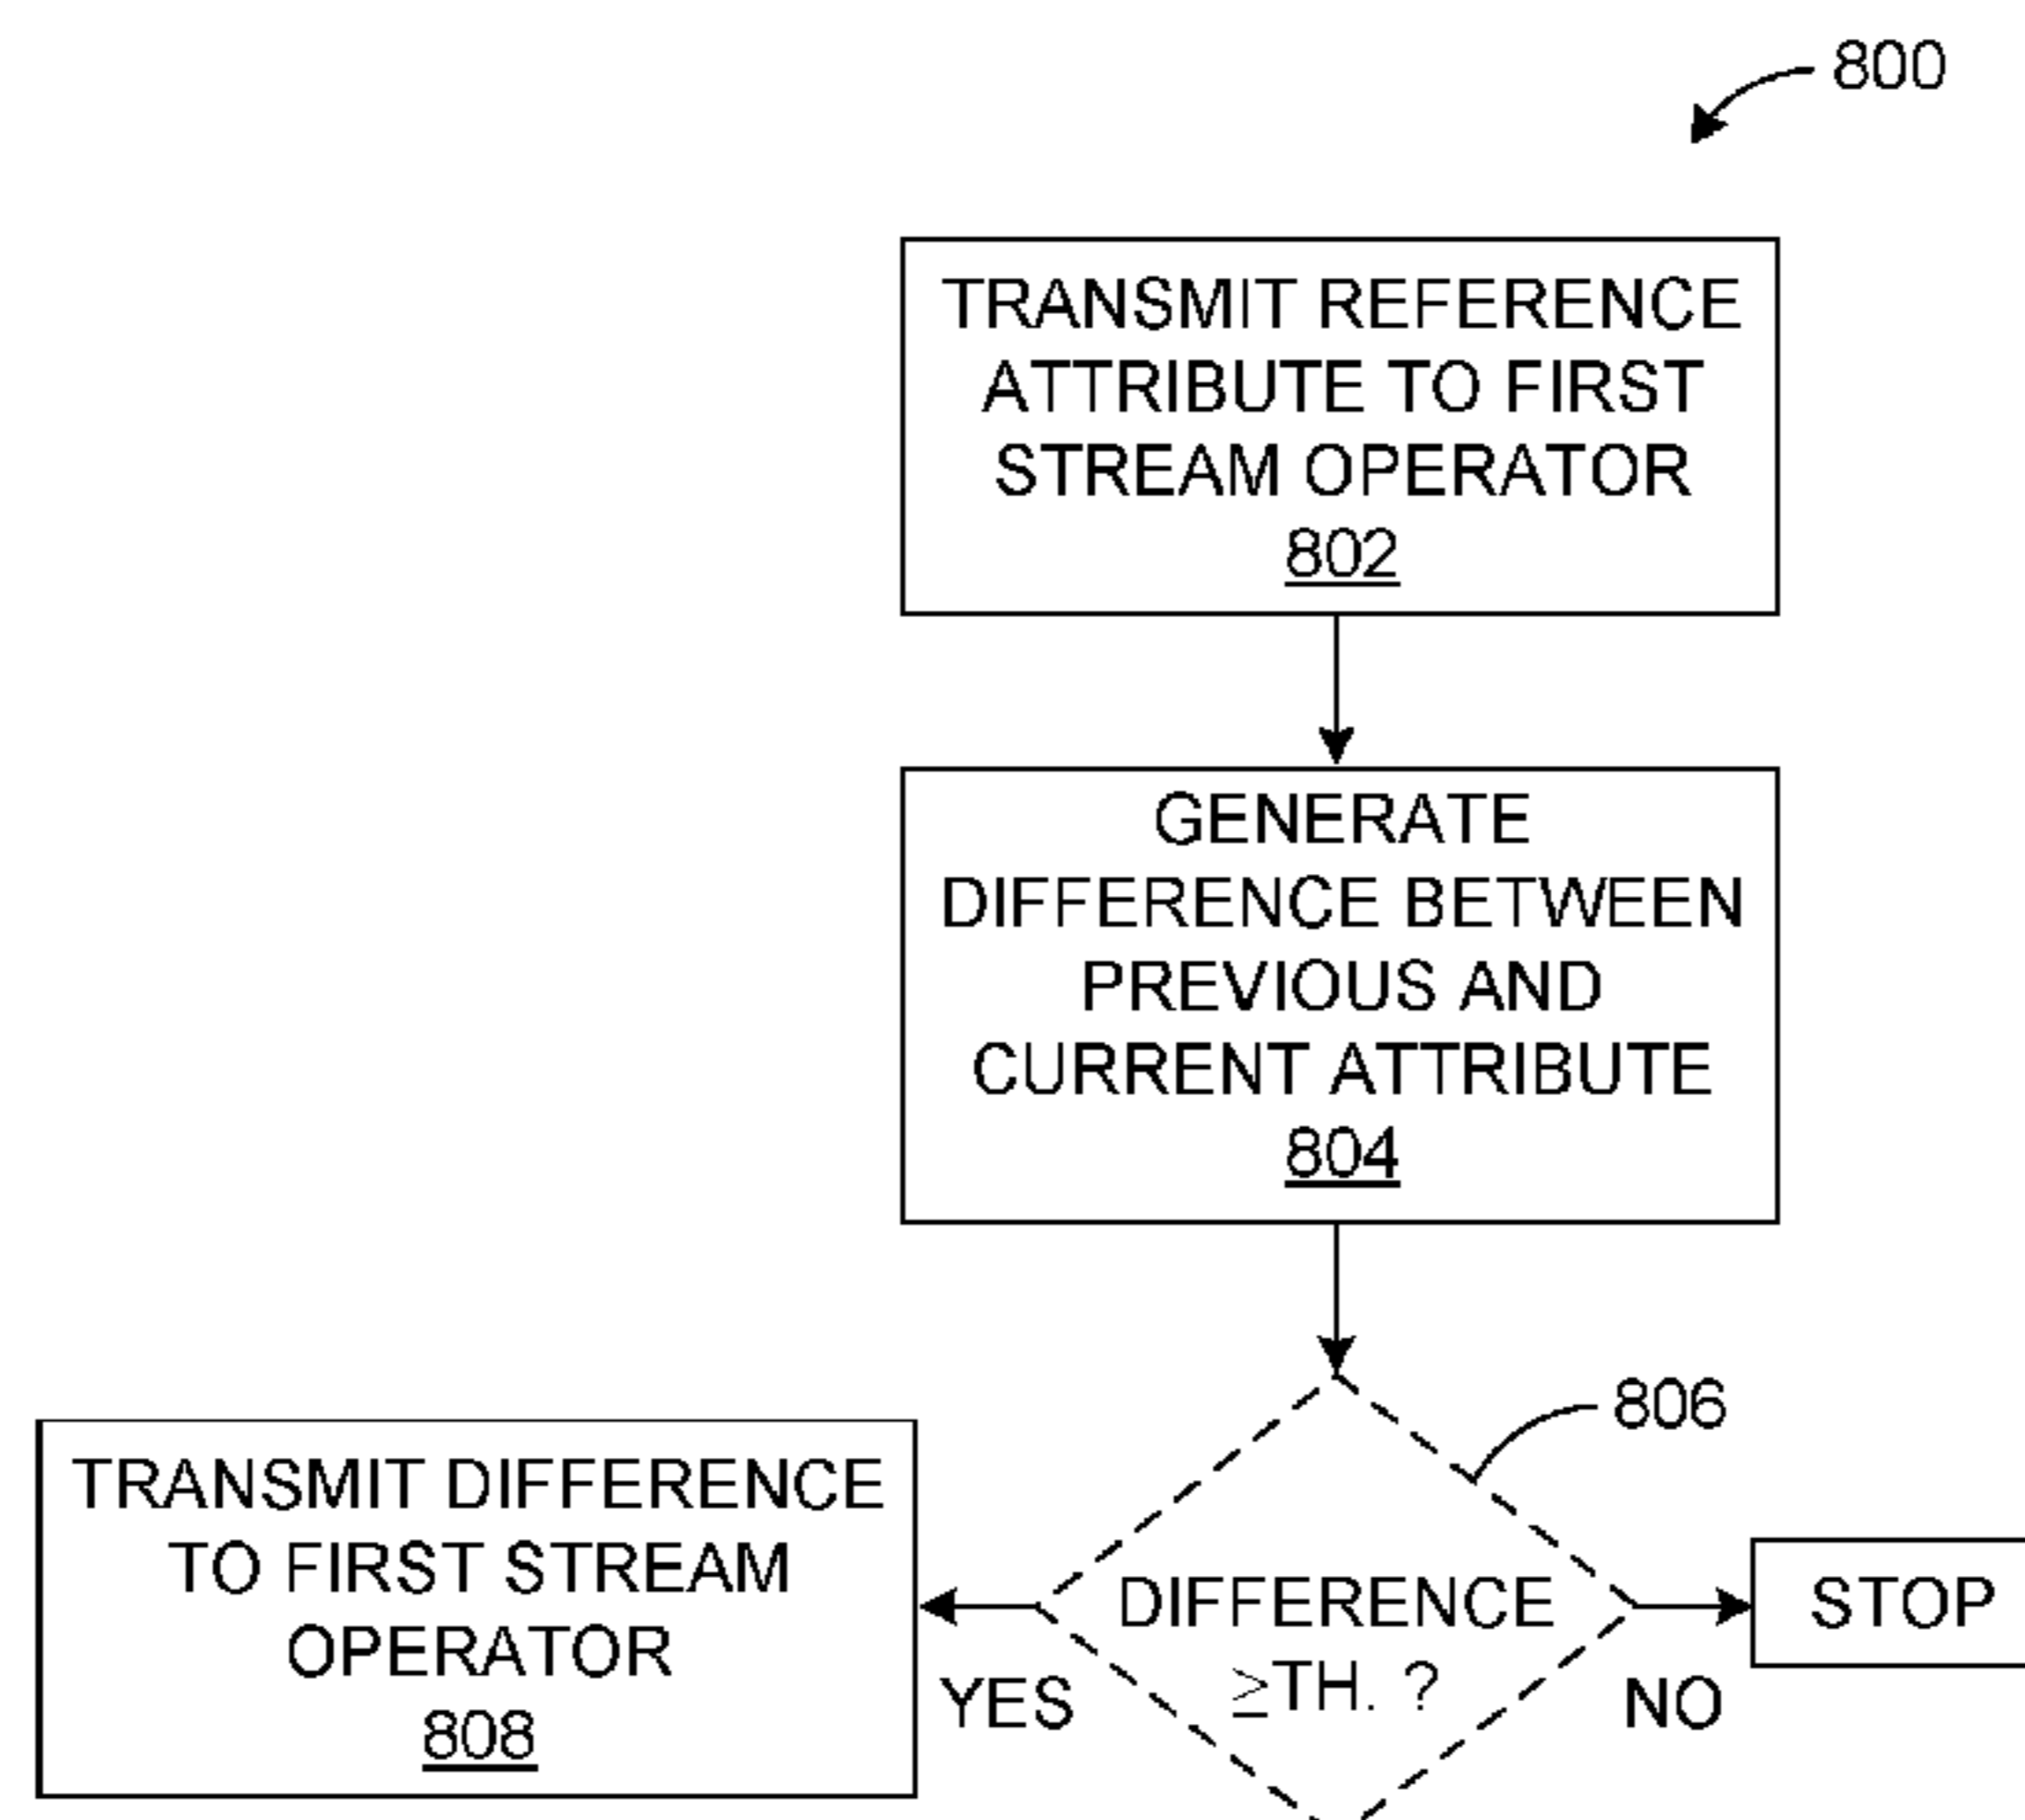 800
TRANSMIT REFERENCE
ATTRIBUTE TO FIRST
STREAM OPERATOR
802
GENERATE
DIFFERENCE BETWEEN
PREVIOUS AND
CURRENT ATTRIBUTE
804
806
TRANSMIT DIFFERENCE
TO FIRST STREAM
OPERATOR
808
YES
DIFFERENCE
≥TH. ?
NO
STOP